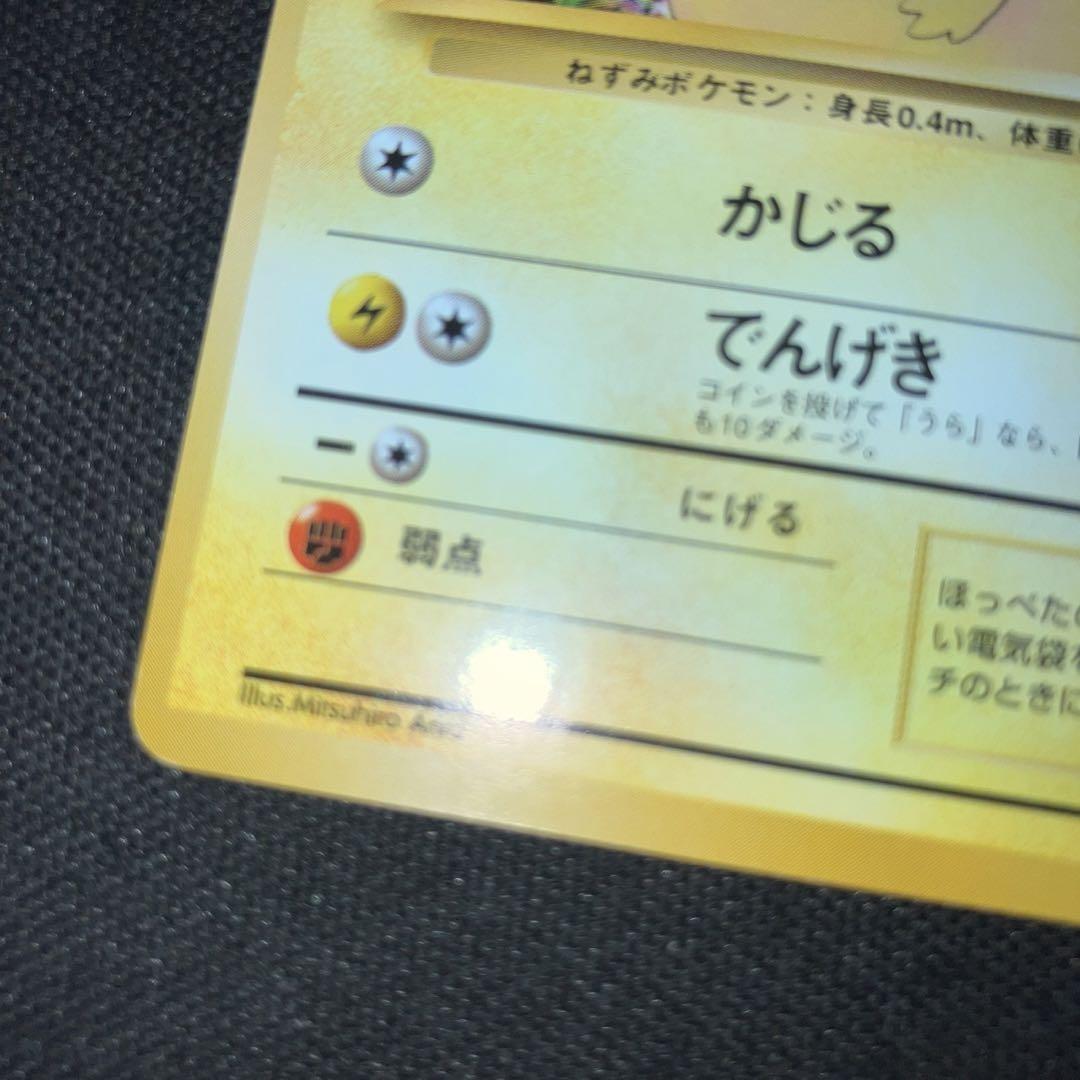 ねずみポケモン：身長0.4m、体重
かじる
でんげき
コインを投げて「うら」なら、
も10ダメージ。
にげる
弱点
ほっぺた
い電気袋
チのときに
Illus.Mitsuhiro